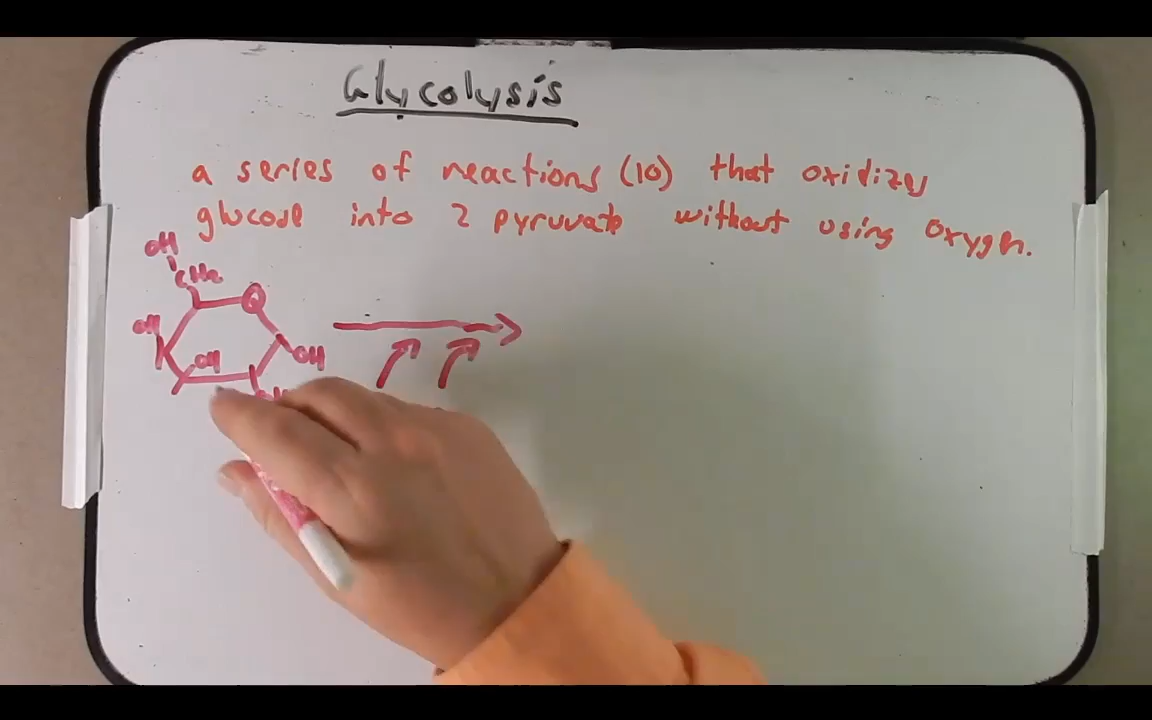 Glycolysis
a series of reactions (10) that oxidizes
glucose into 2 pyruvate without using oxygen.
OH
CH2
O
OH
OH
OH